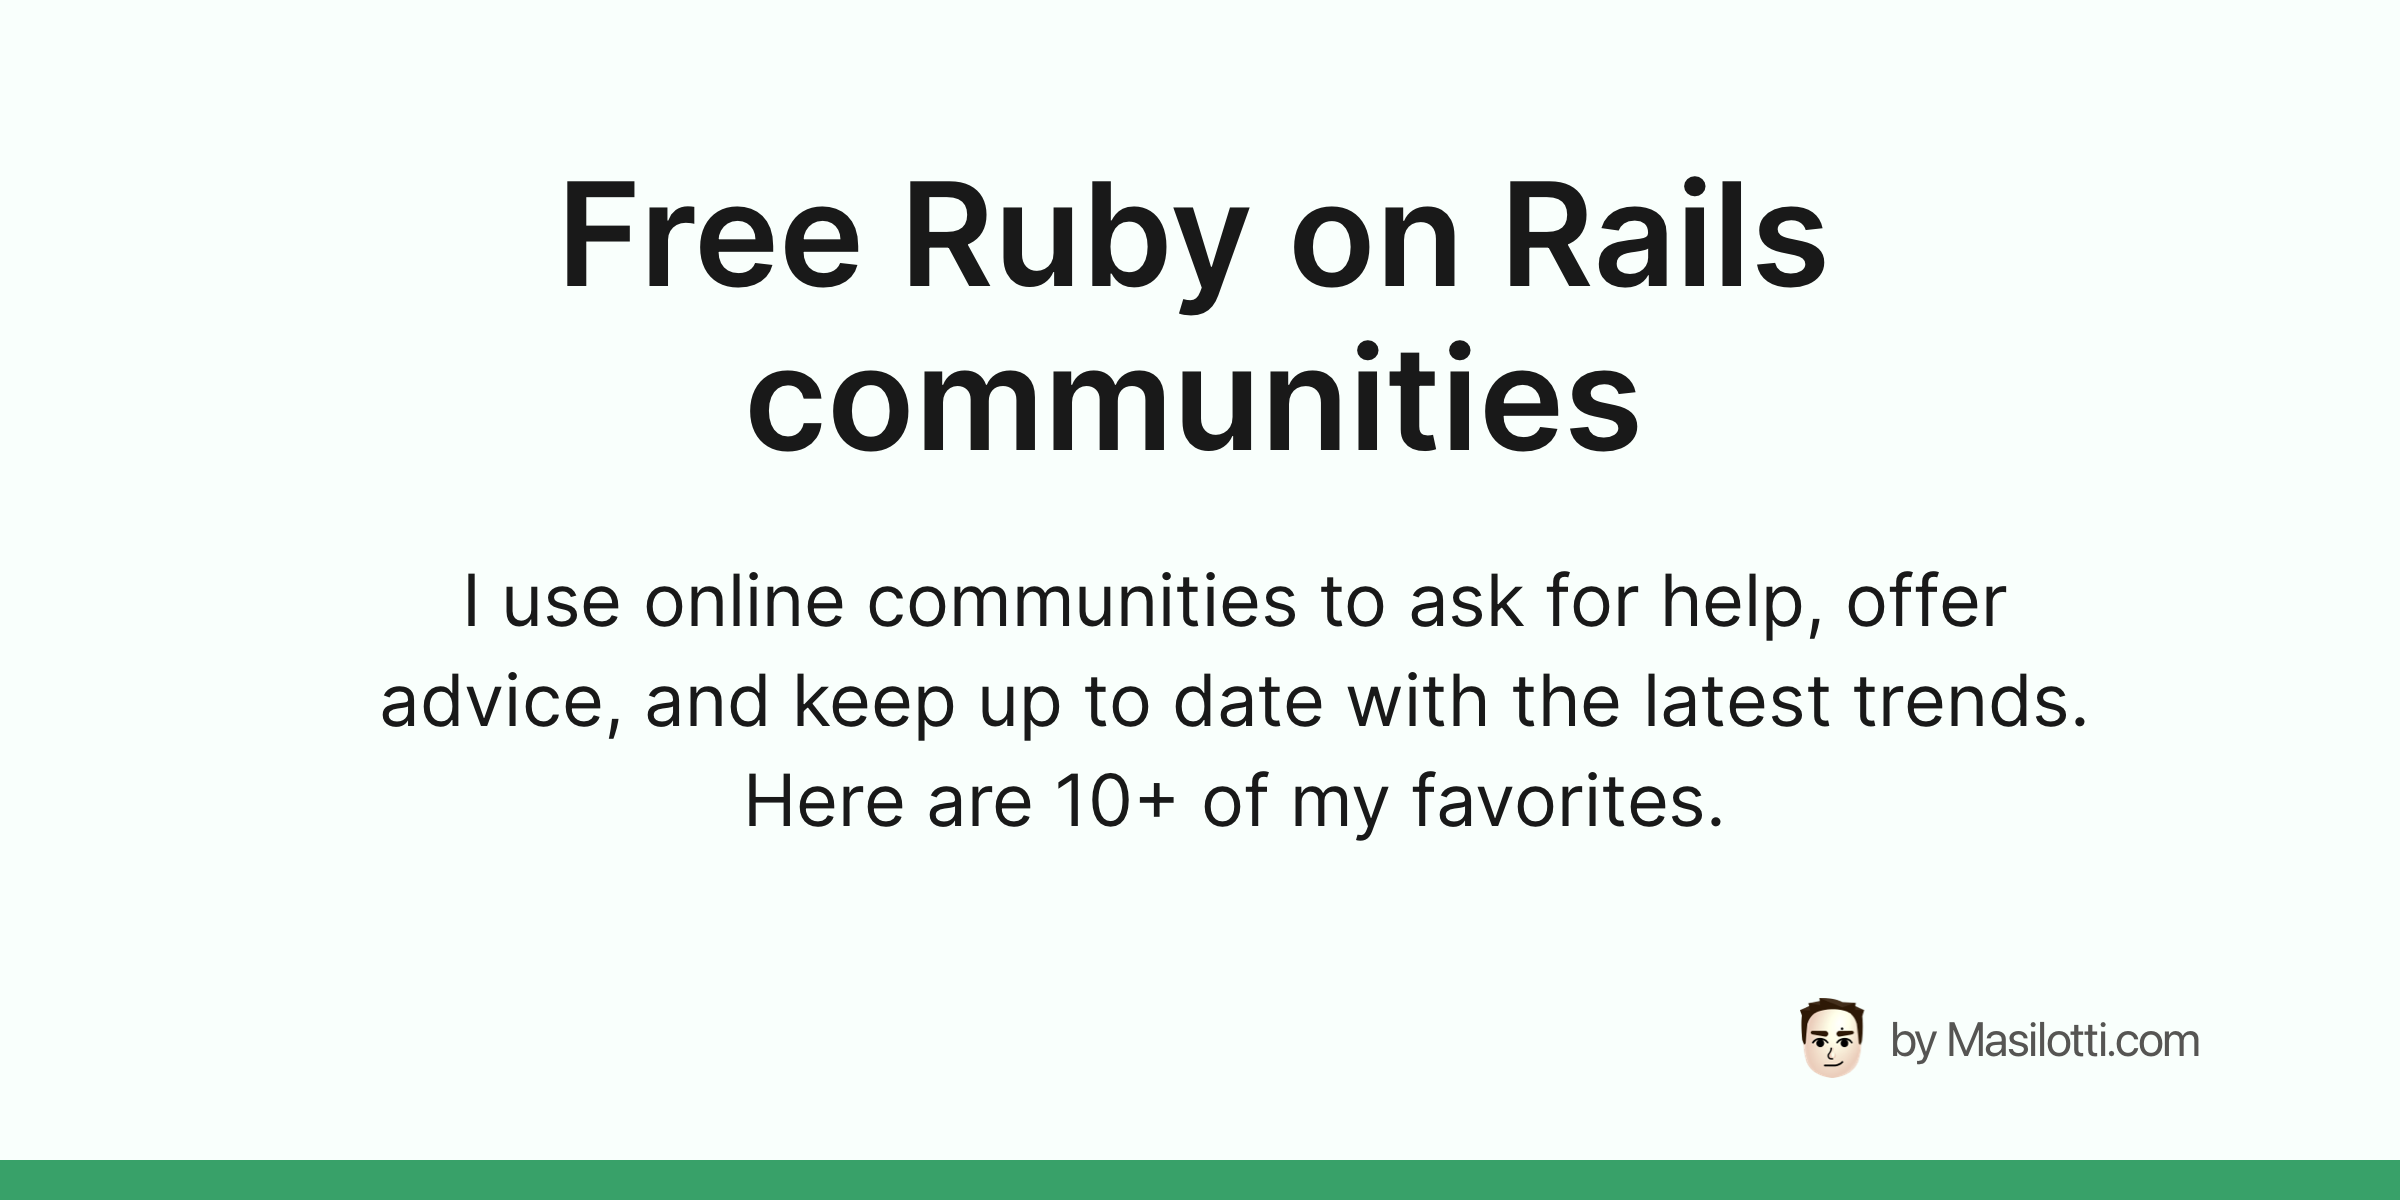 Free Ruby on Rails
communities
I use online communities to ask for help, offer
advice, and keep up to date with the latest trends.
Here are 10+ of my favorites.
by Masilotti.com